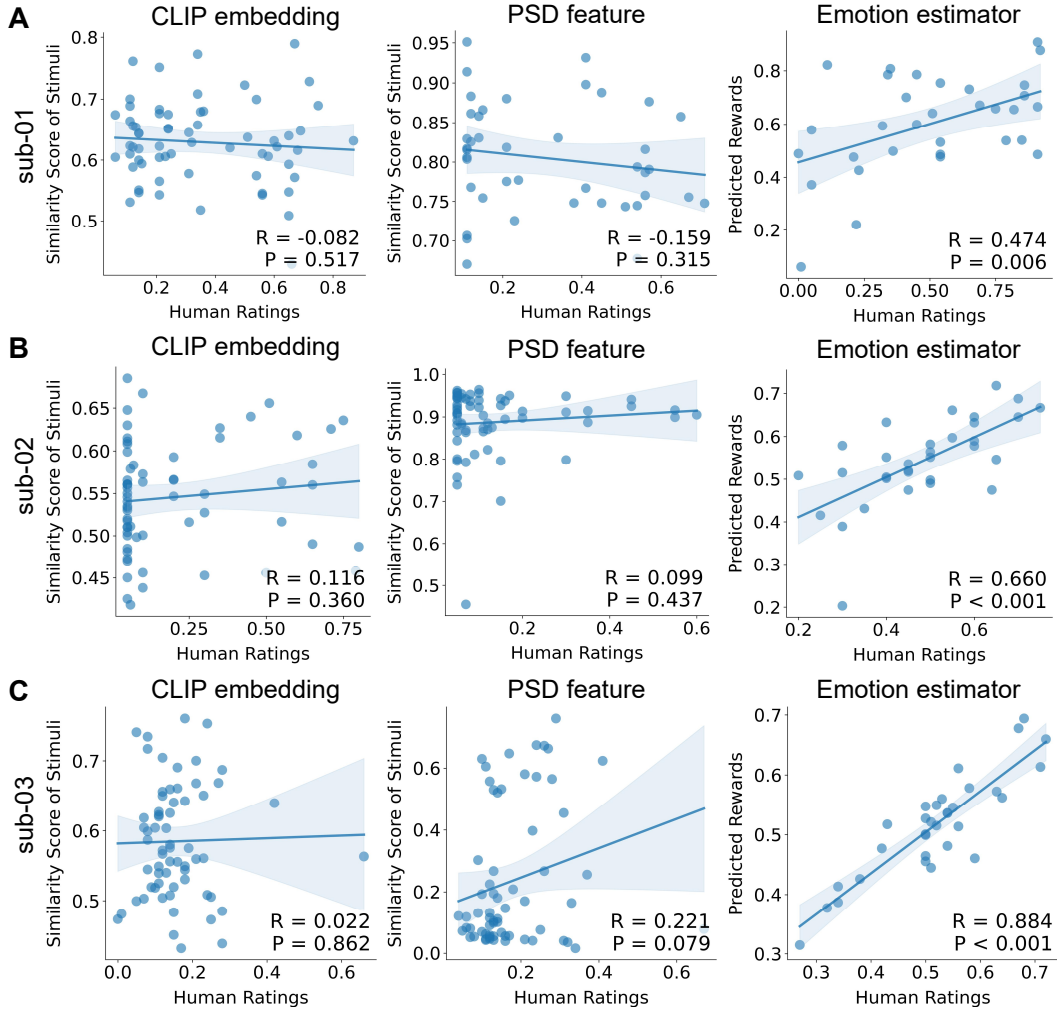 A
CLIP embedding
PSD feature
Emotion estimator
sub-01
Similarity Score of Stimuli
0.8
0.7
0.6
0.5
R = -0.082
P = 0.517
0.2
0.4
0.6
0.8
Human Ratings
Similarity Score of Stimuli
0.95
0.90
0.85
0.80
0.75
0.70
R = -0.159
P = 0.315
0.2
0.4
0.6
Human Ratings
Predicted Rewards
0.8
0.6
0.4
0.2
R = 0.474
P = 0.006
0.00
0.25
0.50
0.75
Human Ratings
B
CLIP embedding
PSD feature
Emotion estimator
sub-02
Similarity Score of Stimuli
0.65
0.60
0.55
0.50
0.45
R = 0.116
P = 0.360
0.25
0.50
0.75
Human Ratings
Similarity Score of Stimuli
1.0
0.9
0.8
0.7
0.6
0.5
R = 0.099
P = 0.437
0.2
0.4
0.6
Human Ratings
Predicted Rewards
0.7
0.6
0.5
0.4
0.3
0.2
R = 0.660
P < 0.001
0.2
0.4
0.6
Human Ratings
C
CLIP embedding
PSD feature
Emotion estimator
sub-03
Similarity Score of Stimuli
0.7
0.6
0.5
R = 0.022
P = 0.862
0.0
0.2
0.4
0.6
Human Ratings
Similarity Score of Stimuli
0.6
0.4
0.2
0.0
R = 0.221
P = 0.079
0.2
0.4
0.6
Human Ratings
Predicted Rewards
0.7
0.6
0.5
0.4
0.3
R = 0.884
P < 0.001
0.3
0.4
0.5
0.6
0.7
Human Ratings